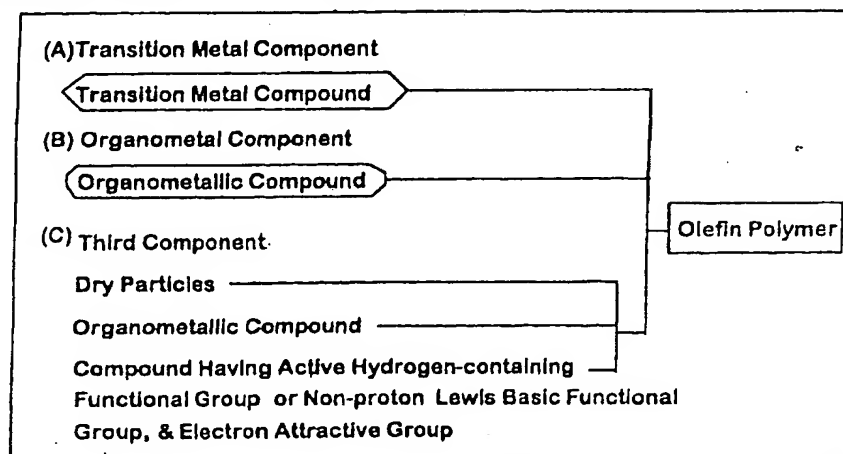 (A)Transition Metal Component
Transition Metal Compound
(B) Organometal Component
Organometallic Compound
Olefin Polymer
(C) Third Component.
Dry Particles
Organometallic Compound
Compound Having Active Hydrogen-containing
Functional Group or Non-proton Lewis Basic Functional
Group, & Electron Attractive Group